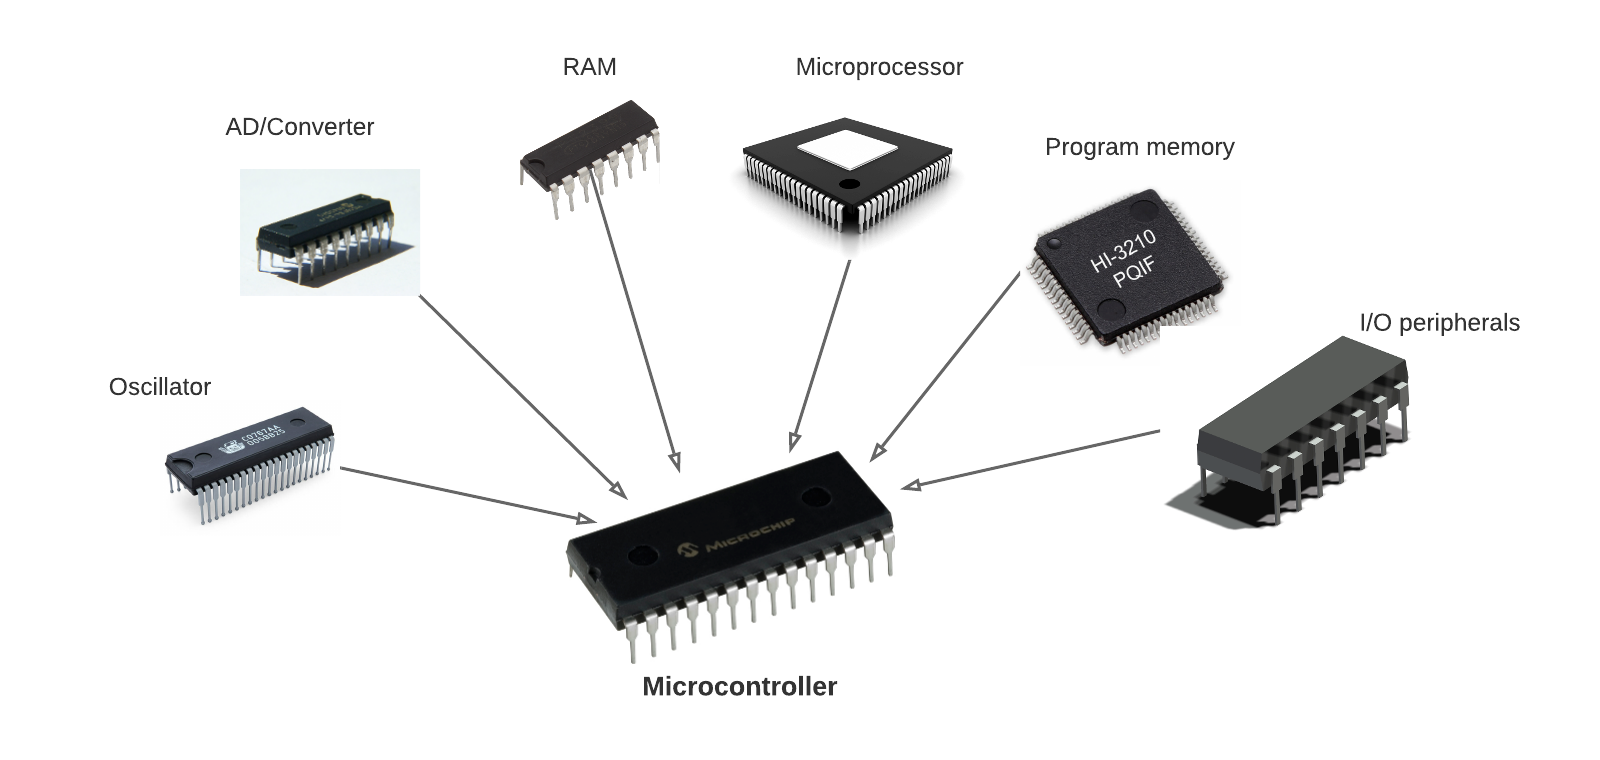 RAM
Microprocessor
AD/Converter
Program memory
HI-3210
PQIF
I/O peripherals
Oscillator
MICROCHIP
Microcontroller